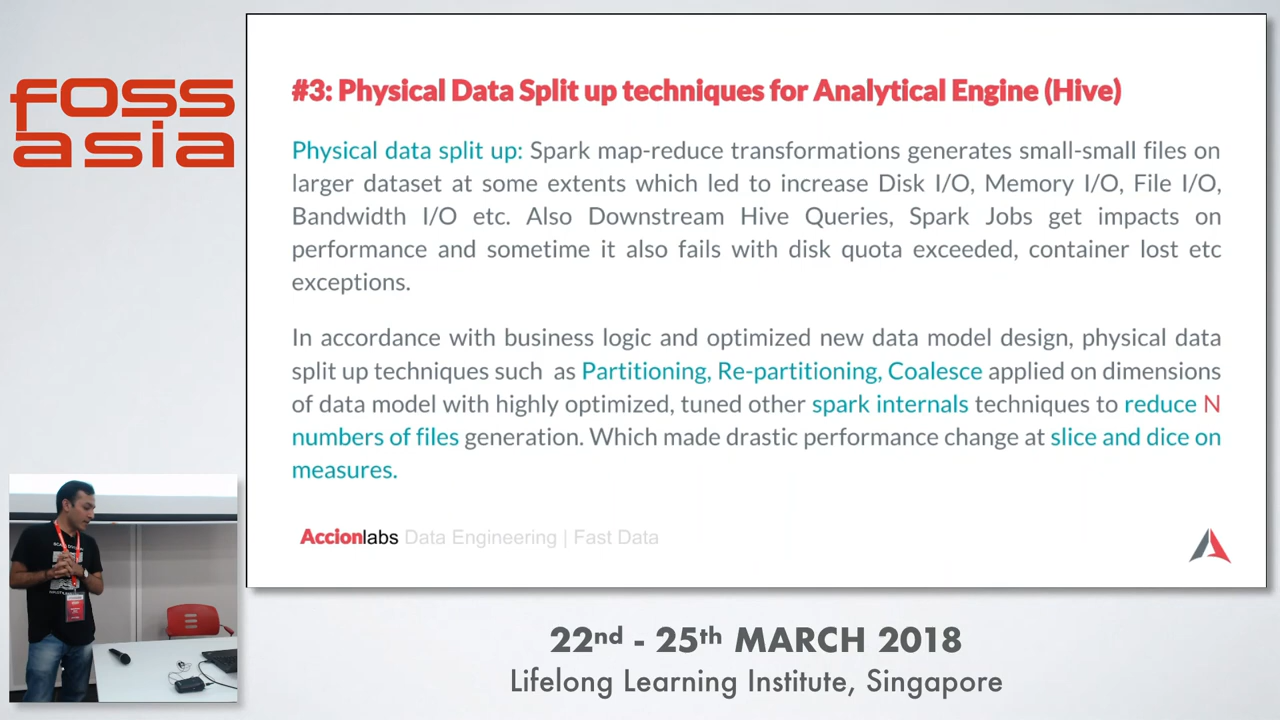 foss
asia
#3: Physical Data Split up techniques for Analytical Engine (Hive)
Physical data split up: Spark map-reduce transformations generates small-small files on
larger dataset at some extents which led to increase Disk I/O, Memory I/O, File I/O,
Bandwidth I/O etc. Also Downstream Hive Queries, Spark Jobs get impacts on
performance and sometime it also fails with disk quota exceeded, container lost etc
exceptions.
In accordance with business logic and optimized new data model design, physical data
split up techniques such as Partitioning, Re-partitioning, Coalesce applied on dimensions
of data model with highly optimized, tuned other spark internals techniques to reduce N
numbers of files generation. Which made drastic performance change at slice and dice on
measures.
Accionlabs Data Engineering | Fast Data
22nd - 25th MARCH 2018
Lifelong Learning Institute, Singapore